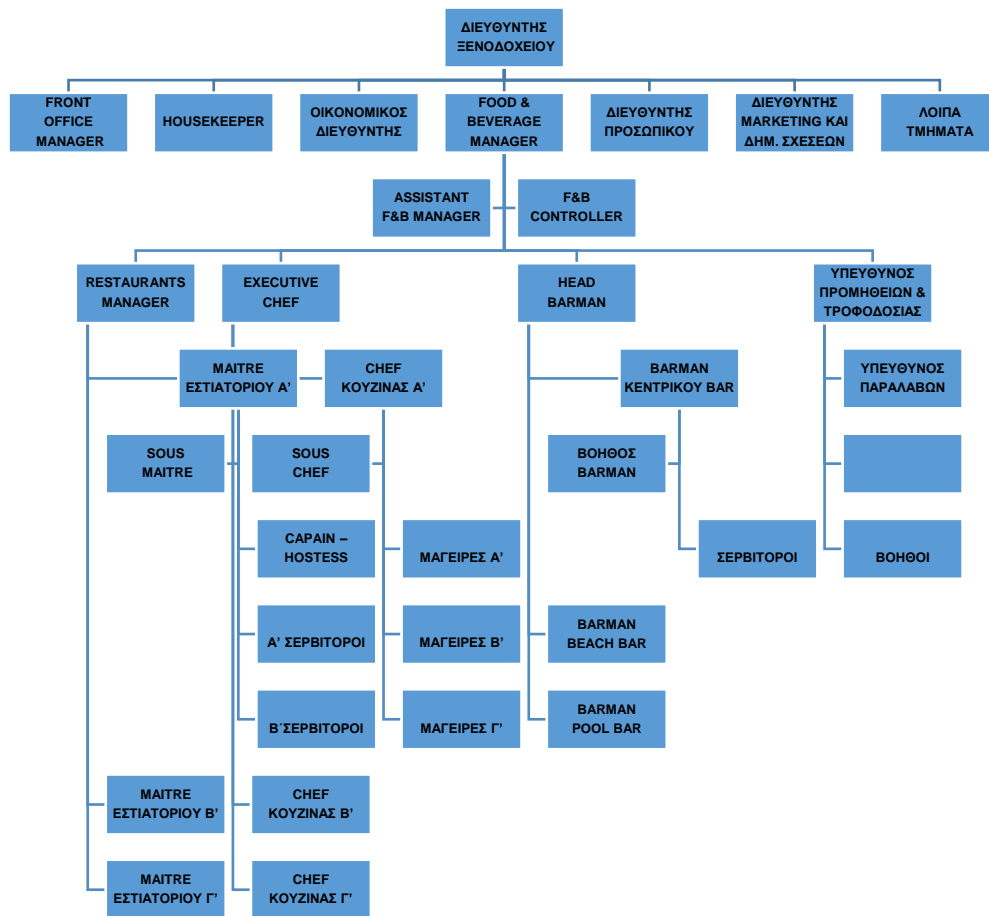 ΔΙΕΥΘΥΝΤΗΣ
ΞΕΝΟΔΟΧΕΙΟΥ
FRONT
OFFICE
MANAGER
HOUSEKEEPER
ΟΙΚΟΝΟΜΙΚΟΣ
ΔΙΕΥΘΥΝΤΗΣ
FOOD &
BEVERAGE
MANAGER
ΔΙΕΥΘΥΝΤΗΣ
ΠΡΟΣΩΠΙΚΟΥ
ΔΙΕΥΘΥΝΤΗΣ
MARKETING ΚΑΙ
ΔΗΜ. ΣΧΕΣΕΩΝ
ΛΟΙΠΑ
ΤΜΗΜΑΤΑ
ASSISTANT
F&B MANAGER
F&B
CONTROLLER
RESTAURANTS
MANAGER
EXECUTIVE
CHEF
HEAD
BARMAN
ΥΠΕΥΘΥΝΟΣ
ΠΡΟΜΗΘΕΙΩΝ &
ΤΡΟΦΟΔΟΣΙΑΣ
MAITRE
ΕΣΤΙΑΤΟΡΙΟΥ Α’
CHEF
ΚΟΥΖΙΝΑΣ Α’
BARMAN
ΚΕΝΤΡΙΚΟΥ BAR
ΥΠΕΥΘΥΝΟΣ
ΠΑΡΑΛΑΒΩΝ
SOUS
MAITRE
SOUS
CHEF
ΒΟΗΘΟΣ
BARMAN
CAPAIN –
HOSTESS
ΜΑΓΕΙΡΕΣ Α’
ΣΕΡΒΙΤΟΡΟΙ
ΒΟΗΘΟΙ
Α’ ΣΕΡΒΙΤΟΡΟΙ
ΜΑΓΕΙΡΕΣ Β’
BARMAN
BEACH BAR
Β΄ΣΕΡΒΙΤΟΡΟΙ
ΜΑΓΕΙΡΕΣ Γ’
BARMAN
POOL BAR
MAITRE
ΕΣΤΙΑΤΟΡΙΟΥ Β’
CHEF
ΚΟΥΖΙΝΑΣ Β’
MAITRE
ΕΣΤΙΑΤΟΡΙΟΥ Γ’
CHEF
ΚΟΥΖΙΝΑΣ Γ’